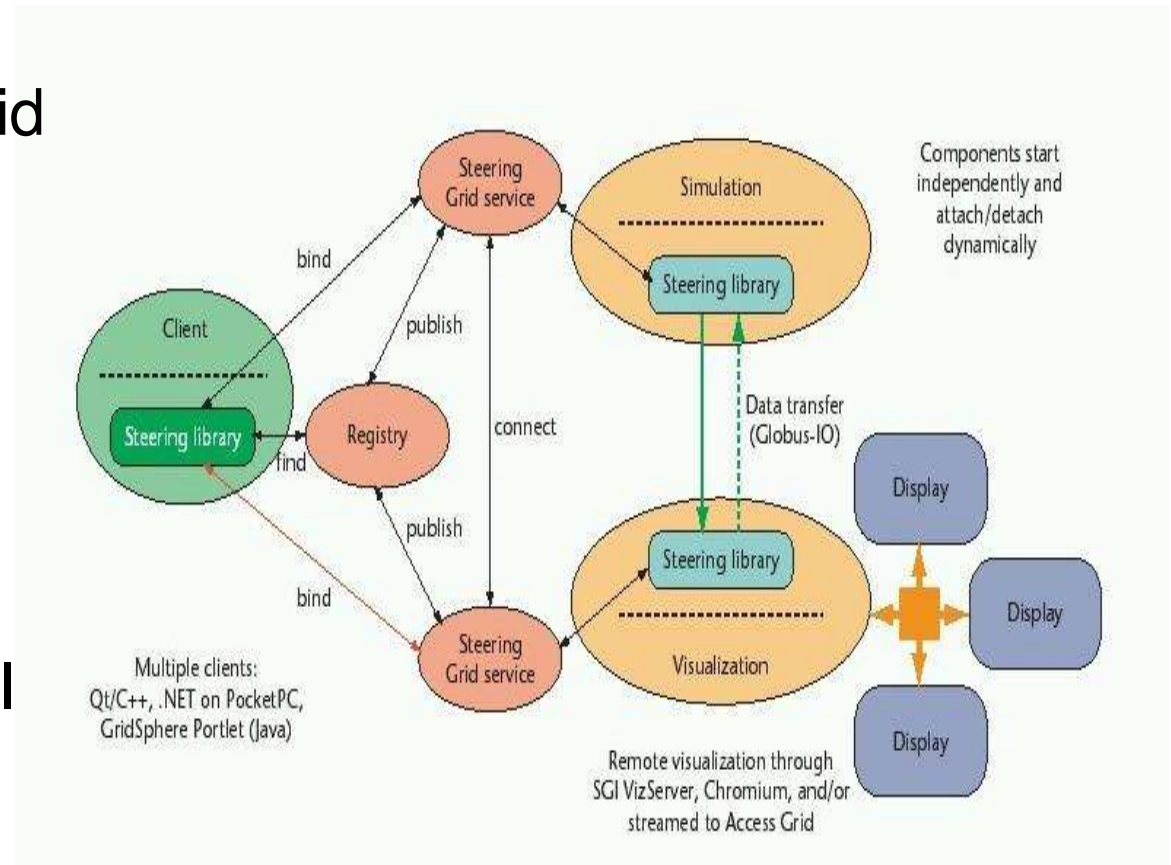 id
Steering
Grid service
Simulation
Components start
independently and
attach/detach
dynamically
bind
Steering library
Client
publish
Data transfer
(Globus-IO)
connect
Steering library
Registry
find
Display
publish
Steering library
Display
bind
Steering
Grid service
Visualization
l
Multiple clients:
Qt/C++, .NET on PocketPC,
GridSphere Portlet (Java)
Display
Remote visualization through
SGI VizServer, Chromium, and/or
streamed to Access Grid